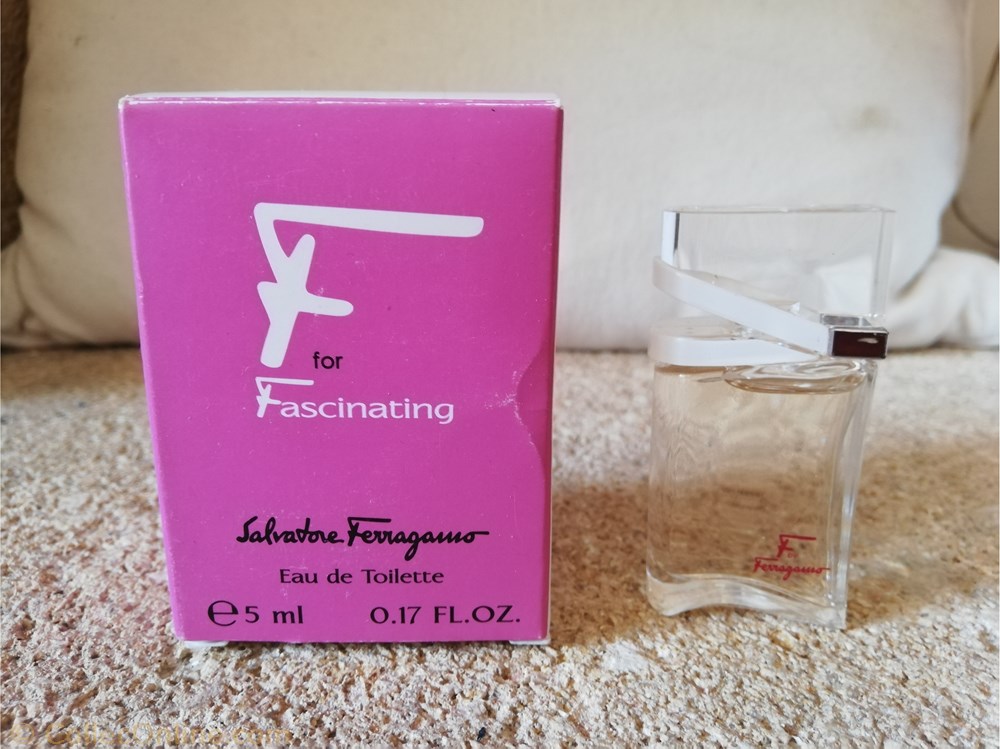 F
for
Fascinating
Salvatore Ferragamo
Eau de Toilette
℮ 5 ml 0.17 FL.OZ.
F
Ferragamo